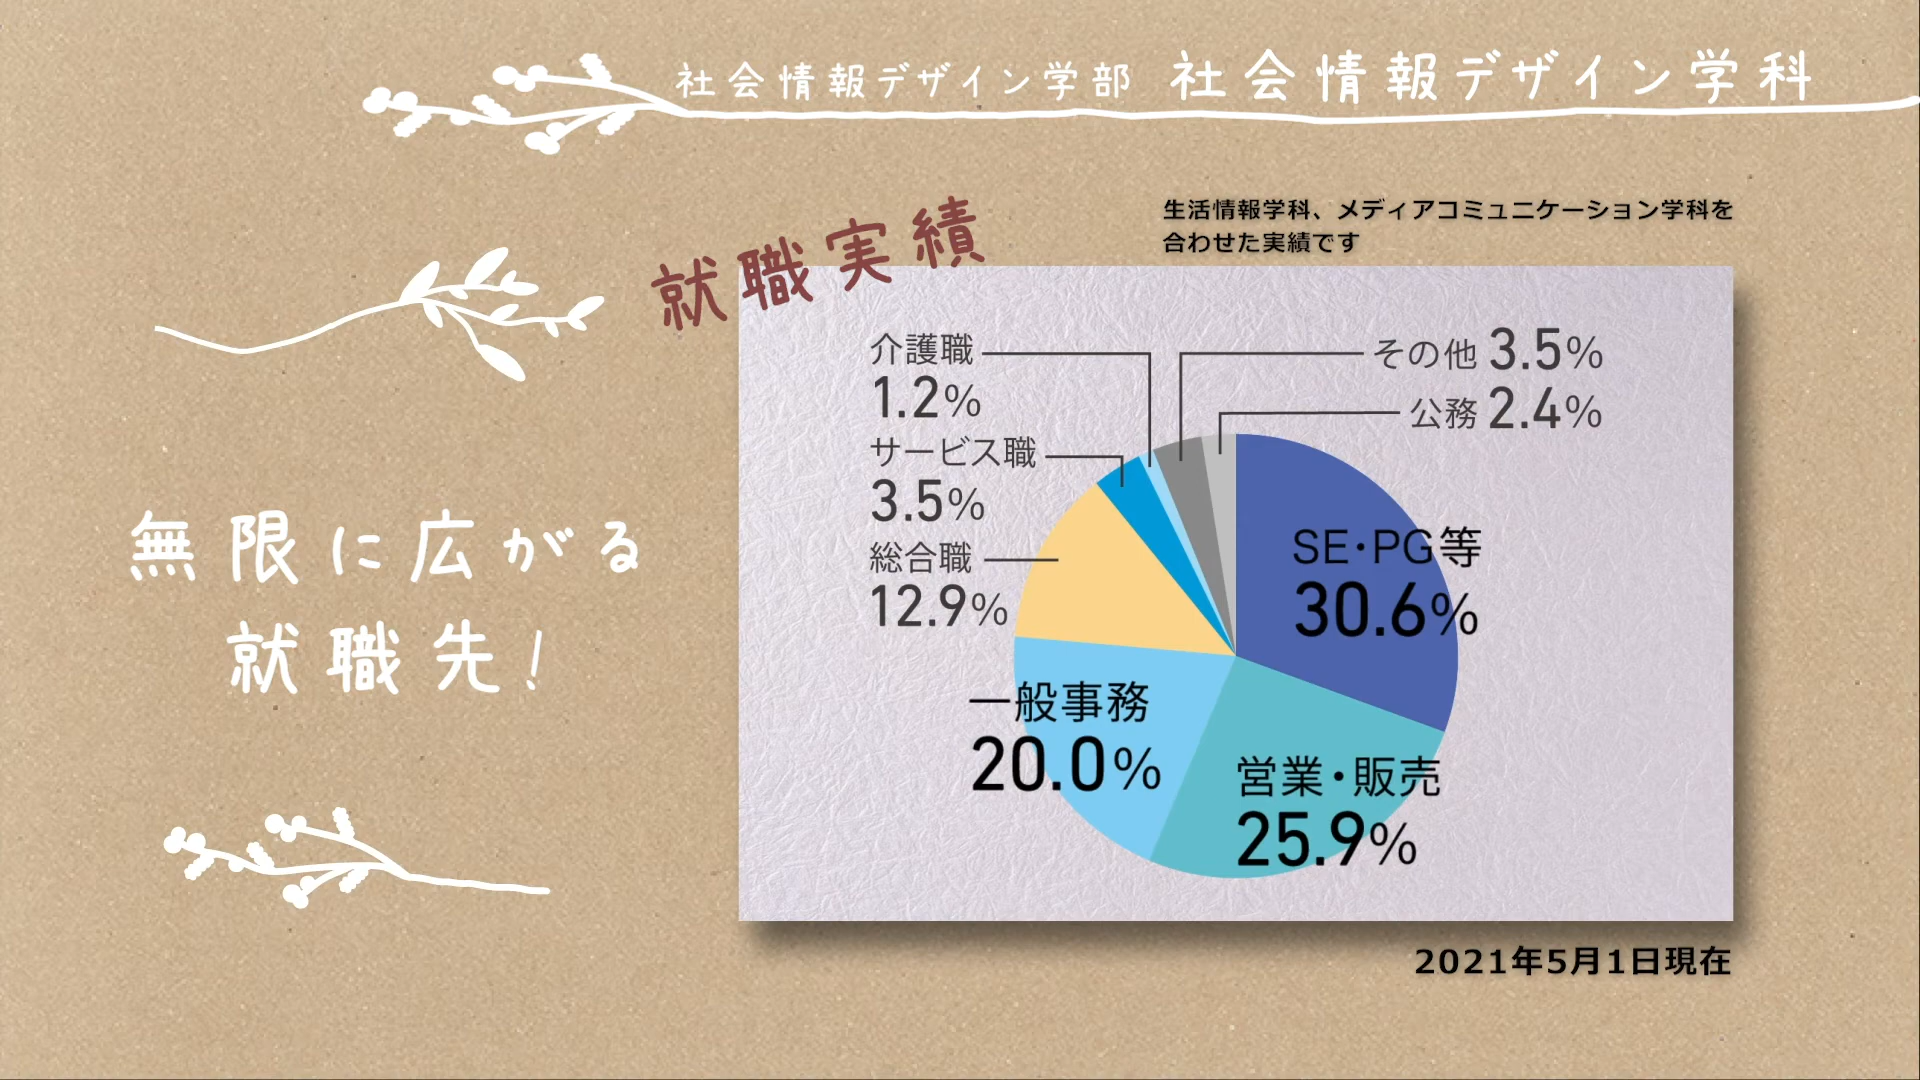 社会情報デザイン学部 社会情報デザイン学科
生活情報学科、メディアコミュニケーション学科を
合わせた実績です
就職実績
無限に広がる
就職先!
介護職
1.2%
サービス職
3.5%
総合職
12.9%
その他 3.5%
公務 2.4%
SE・PG等
30.6%
一般事務
20.0%
営業・販売
25.9%
2021年5月1日現在